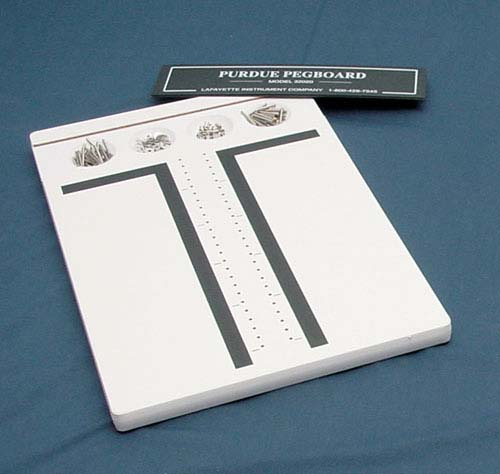 PURDUE PEGBOARD
MODEL 32020
LAFAYETTE INSTRUMENT COMPANY 1-800-428-7545